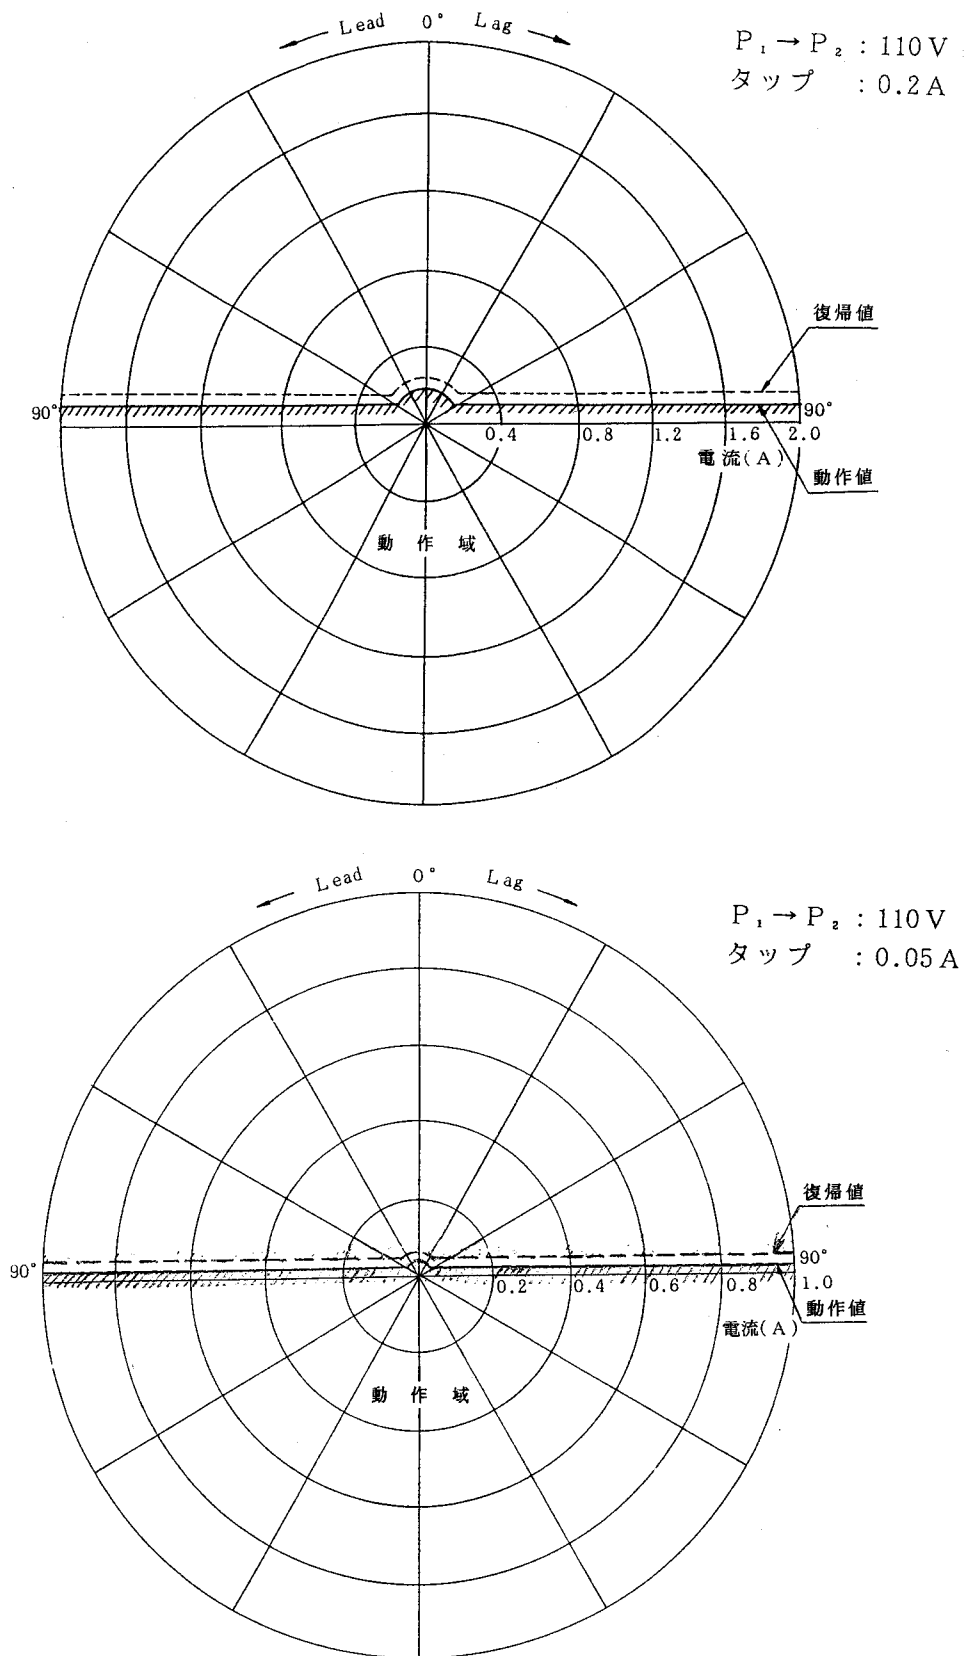 Lead 0° Lag
P₁→P₂ : 110V
タップ : 0.2A
復帰値
90°
90°
0.4 0.8 1.2 1.6 2.0
電流(A)
動作値
動作域
Lead 0° Lag
P₁→P₂ : 110V
タップ : 0.05A
復帰値
90°
90°
0.2 0.4 0.6 0.8 1.0
動作値
電流(A)
動作域